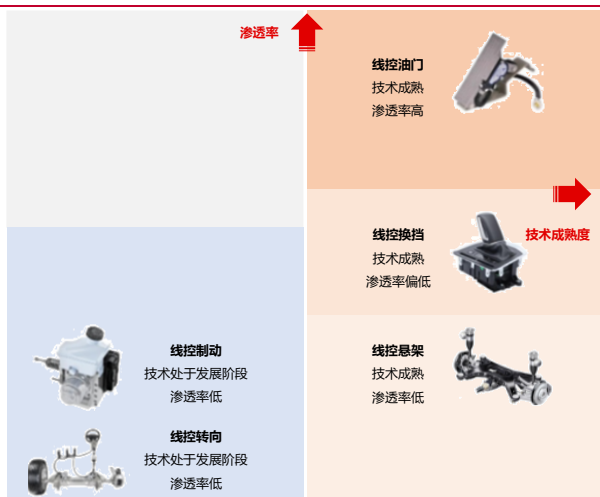 渗透率
线控油门
技术成熟
渗透率高
线控换挡
技术成熟
渗透率偏低
技术成熟度
线控制动
技术处于发展阶段
渗透率低
线控转向
技术处于发展阶段
渗透率低
线控悬架
技术成熟
渗透率低